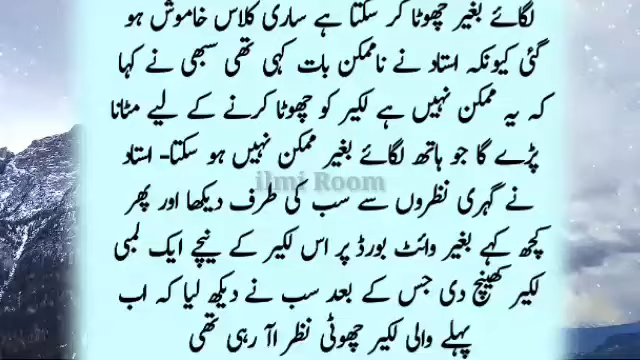 لگائے بغیر چھوٹا کر سکتا ہے ساری کلاس خاموش ہو
گئی کیونکہ استاد نے ناممکن بات کہی تھی سبھی نے کہا
کہ یہ ممکن نہیں ہے لکیر کو چھوٹا کرنے کے لیے مٹانا
پڑے گا جو ہاتھ لگائے بغیر ممکن نہیں ہو سکتا- استاد
ilmi Room
نے گہری نظروں سے سب کی طرف دیکھا اور پھر
کچھ کہے بغیر وائٹ بورڈ پر اس لکیر کے نیچے ایک لمبی
لکیر کھینچ دی جس کے بعد سب نے دیکھ لیا کہ اب
پہلے والی لکیر چھوٹی نظر اآ رہی تھی